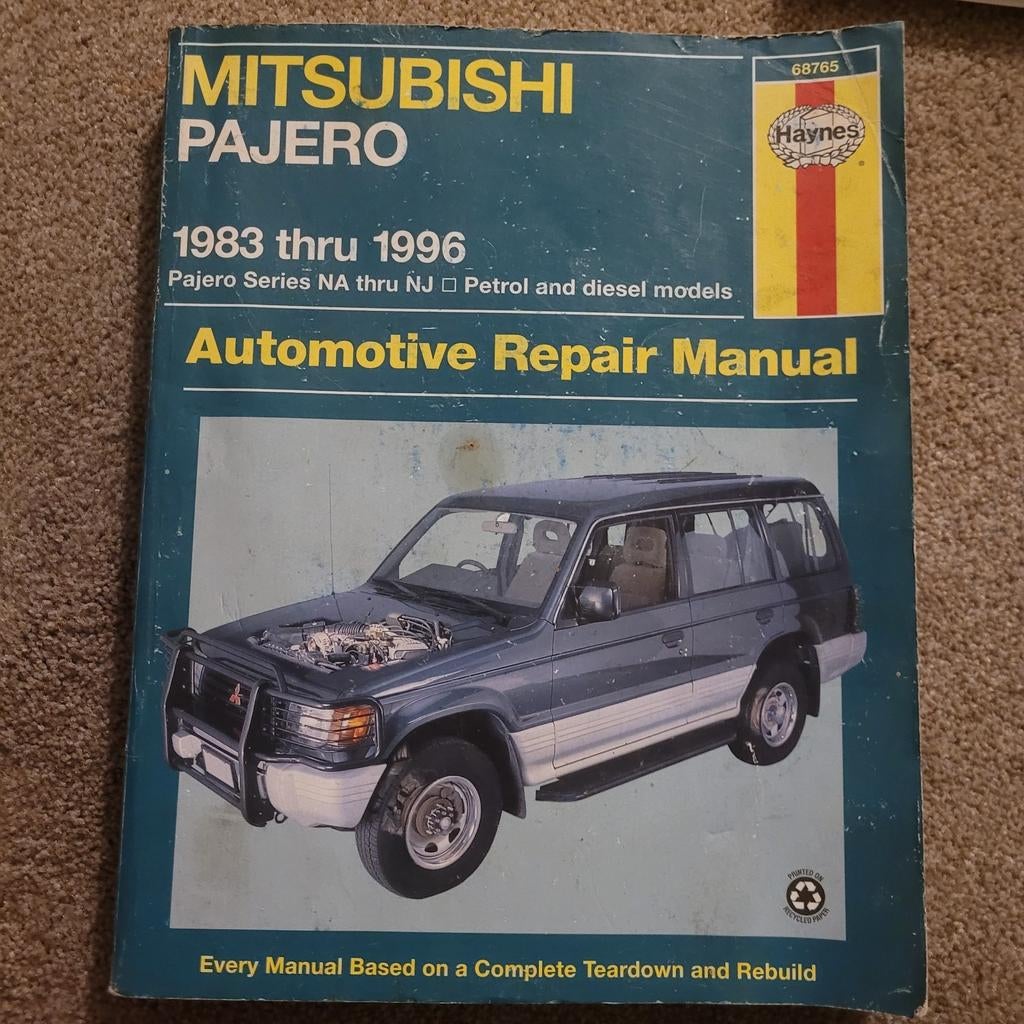 MITSUBISHI
PAJERO
68765
Haynes
®
1983 thru 1996
Pajero Series NA thru NJ □ Petrol and diesel models
Automotive Repair Manual
PRINTED ON
RECYCLED PAPER
Every Manual Based on a Complete Teardown and Rebuild